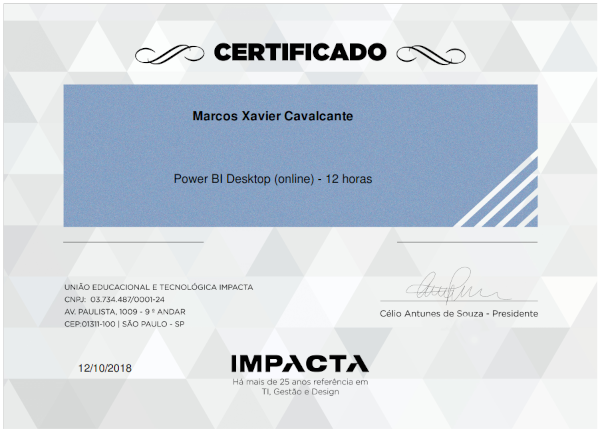 CERTIFICADO
Marcos Xavier Cavalcante
Power BI Desktop (online) - 12 horas
UNIÃO EDUCACIONAL E TECNOLÓGICA IMPACTA
CNPJ: 03.734.487/0001-24
AV. PAULISTA, 1009 - 9 º ANDAR
CEP:01311-100 | SÃO PAULO - SP
Célio Antunes de Souza - Presidente
12/10/2018
IMPACTA
Há mais de 25 anos referência em
TI, Gestão e Design